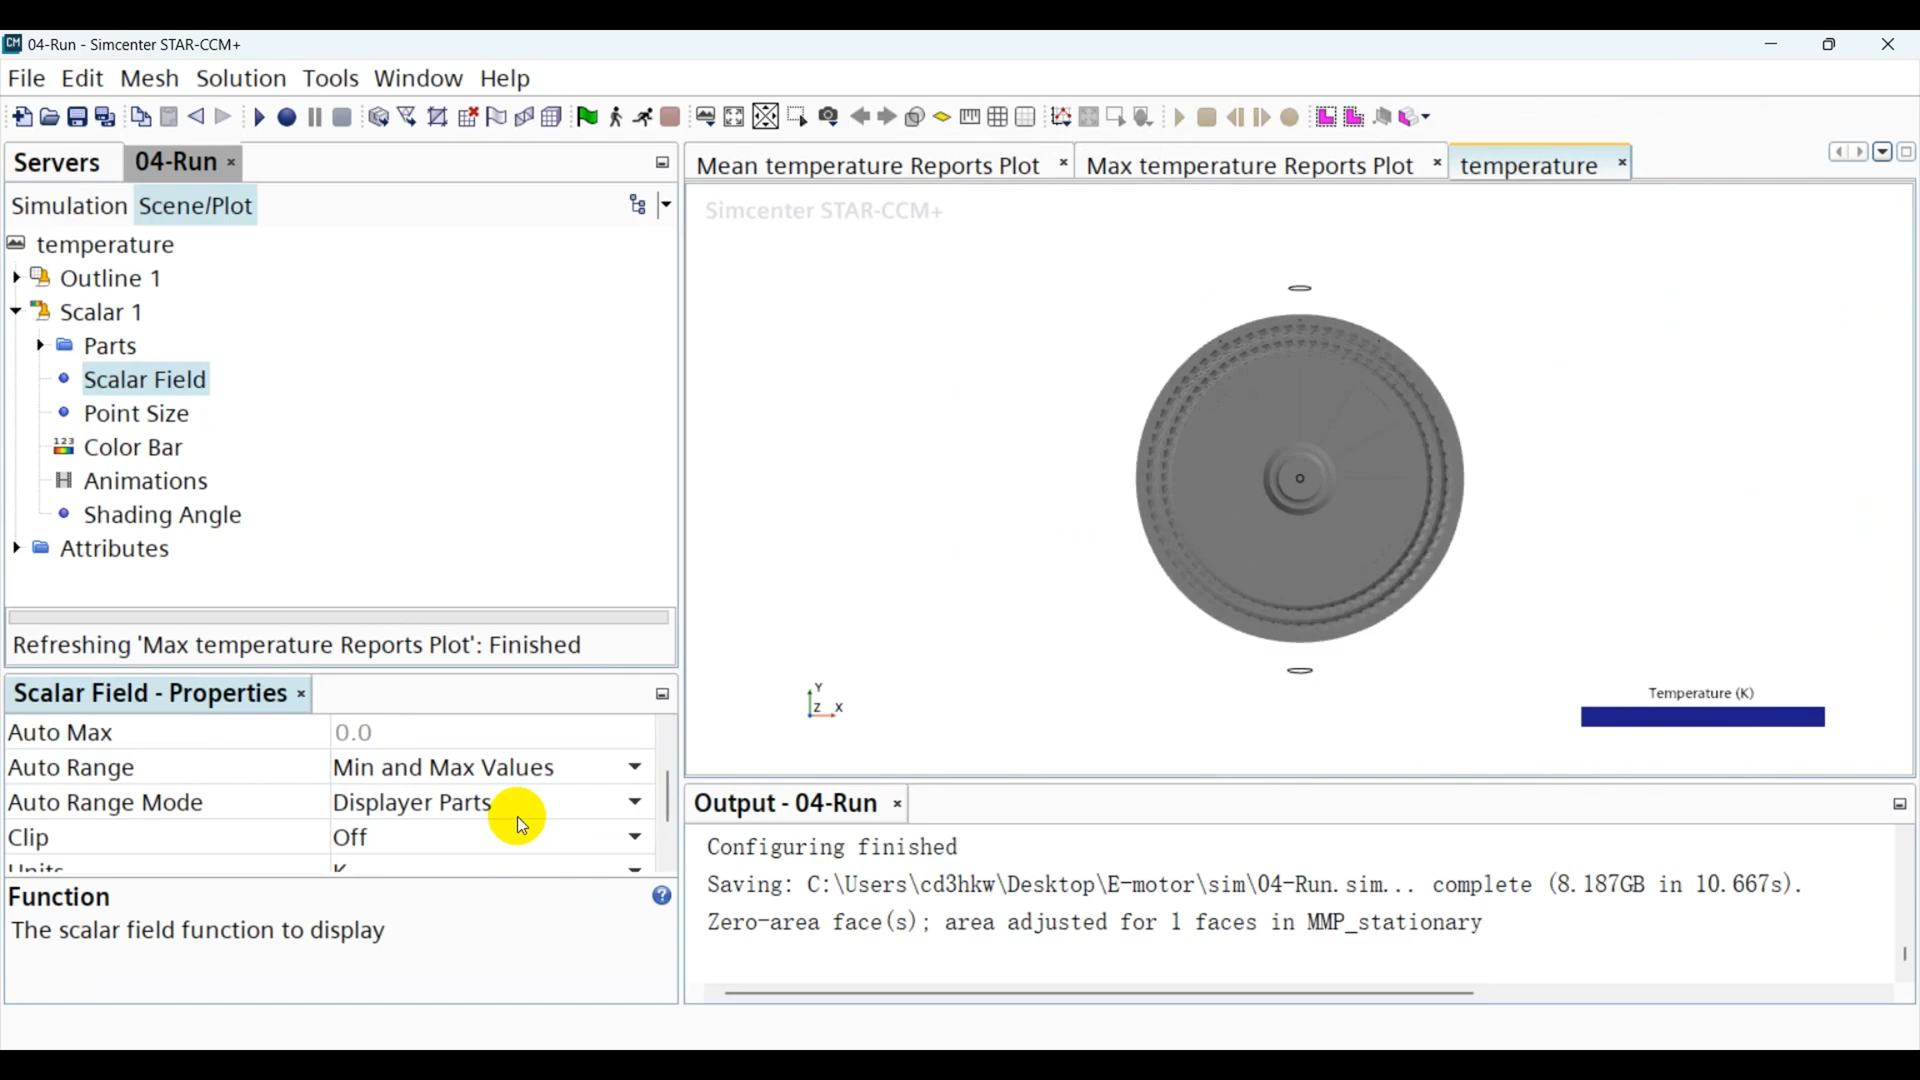 CM 04-Run - Simcenter STAR-CCM+
File Edit Mesh Solution Tools Window Help
Servers 04-Run ×
Simulation Scene/Plot
temperature
Outline 1
Scalar 1
Parts
Scalar Field
Point Size
123 Color Bar
Animations
Shading Angle
Attributes
Refreshing 'Max temperature Reports Plot': Finished
Scalar Field - Properties ×
Auto Max 0.0
Auto Range Min and Max Values
Auto Range Mode Displayer Parts
Clip Off
Units K
Function
The scalar field function to display
Mean temperature Reports Plot × Max temperature Reports Plot × temperature ×
Simcenter STAR-CCM+
Y
Z X
Temperature (K)
Output - 04-Run ×
Configuring finished
Saving: C:\Users\cd3hkw\Desktop\E-motor\sim\04-Run.sim... complete (8.187GB in 10.667s).
Zero-area face(s); area adjusted for 1 faces in MMP_stationary